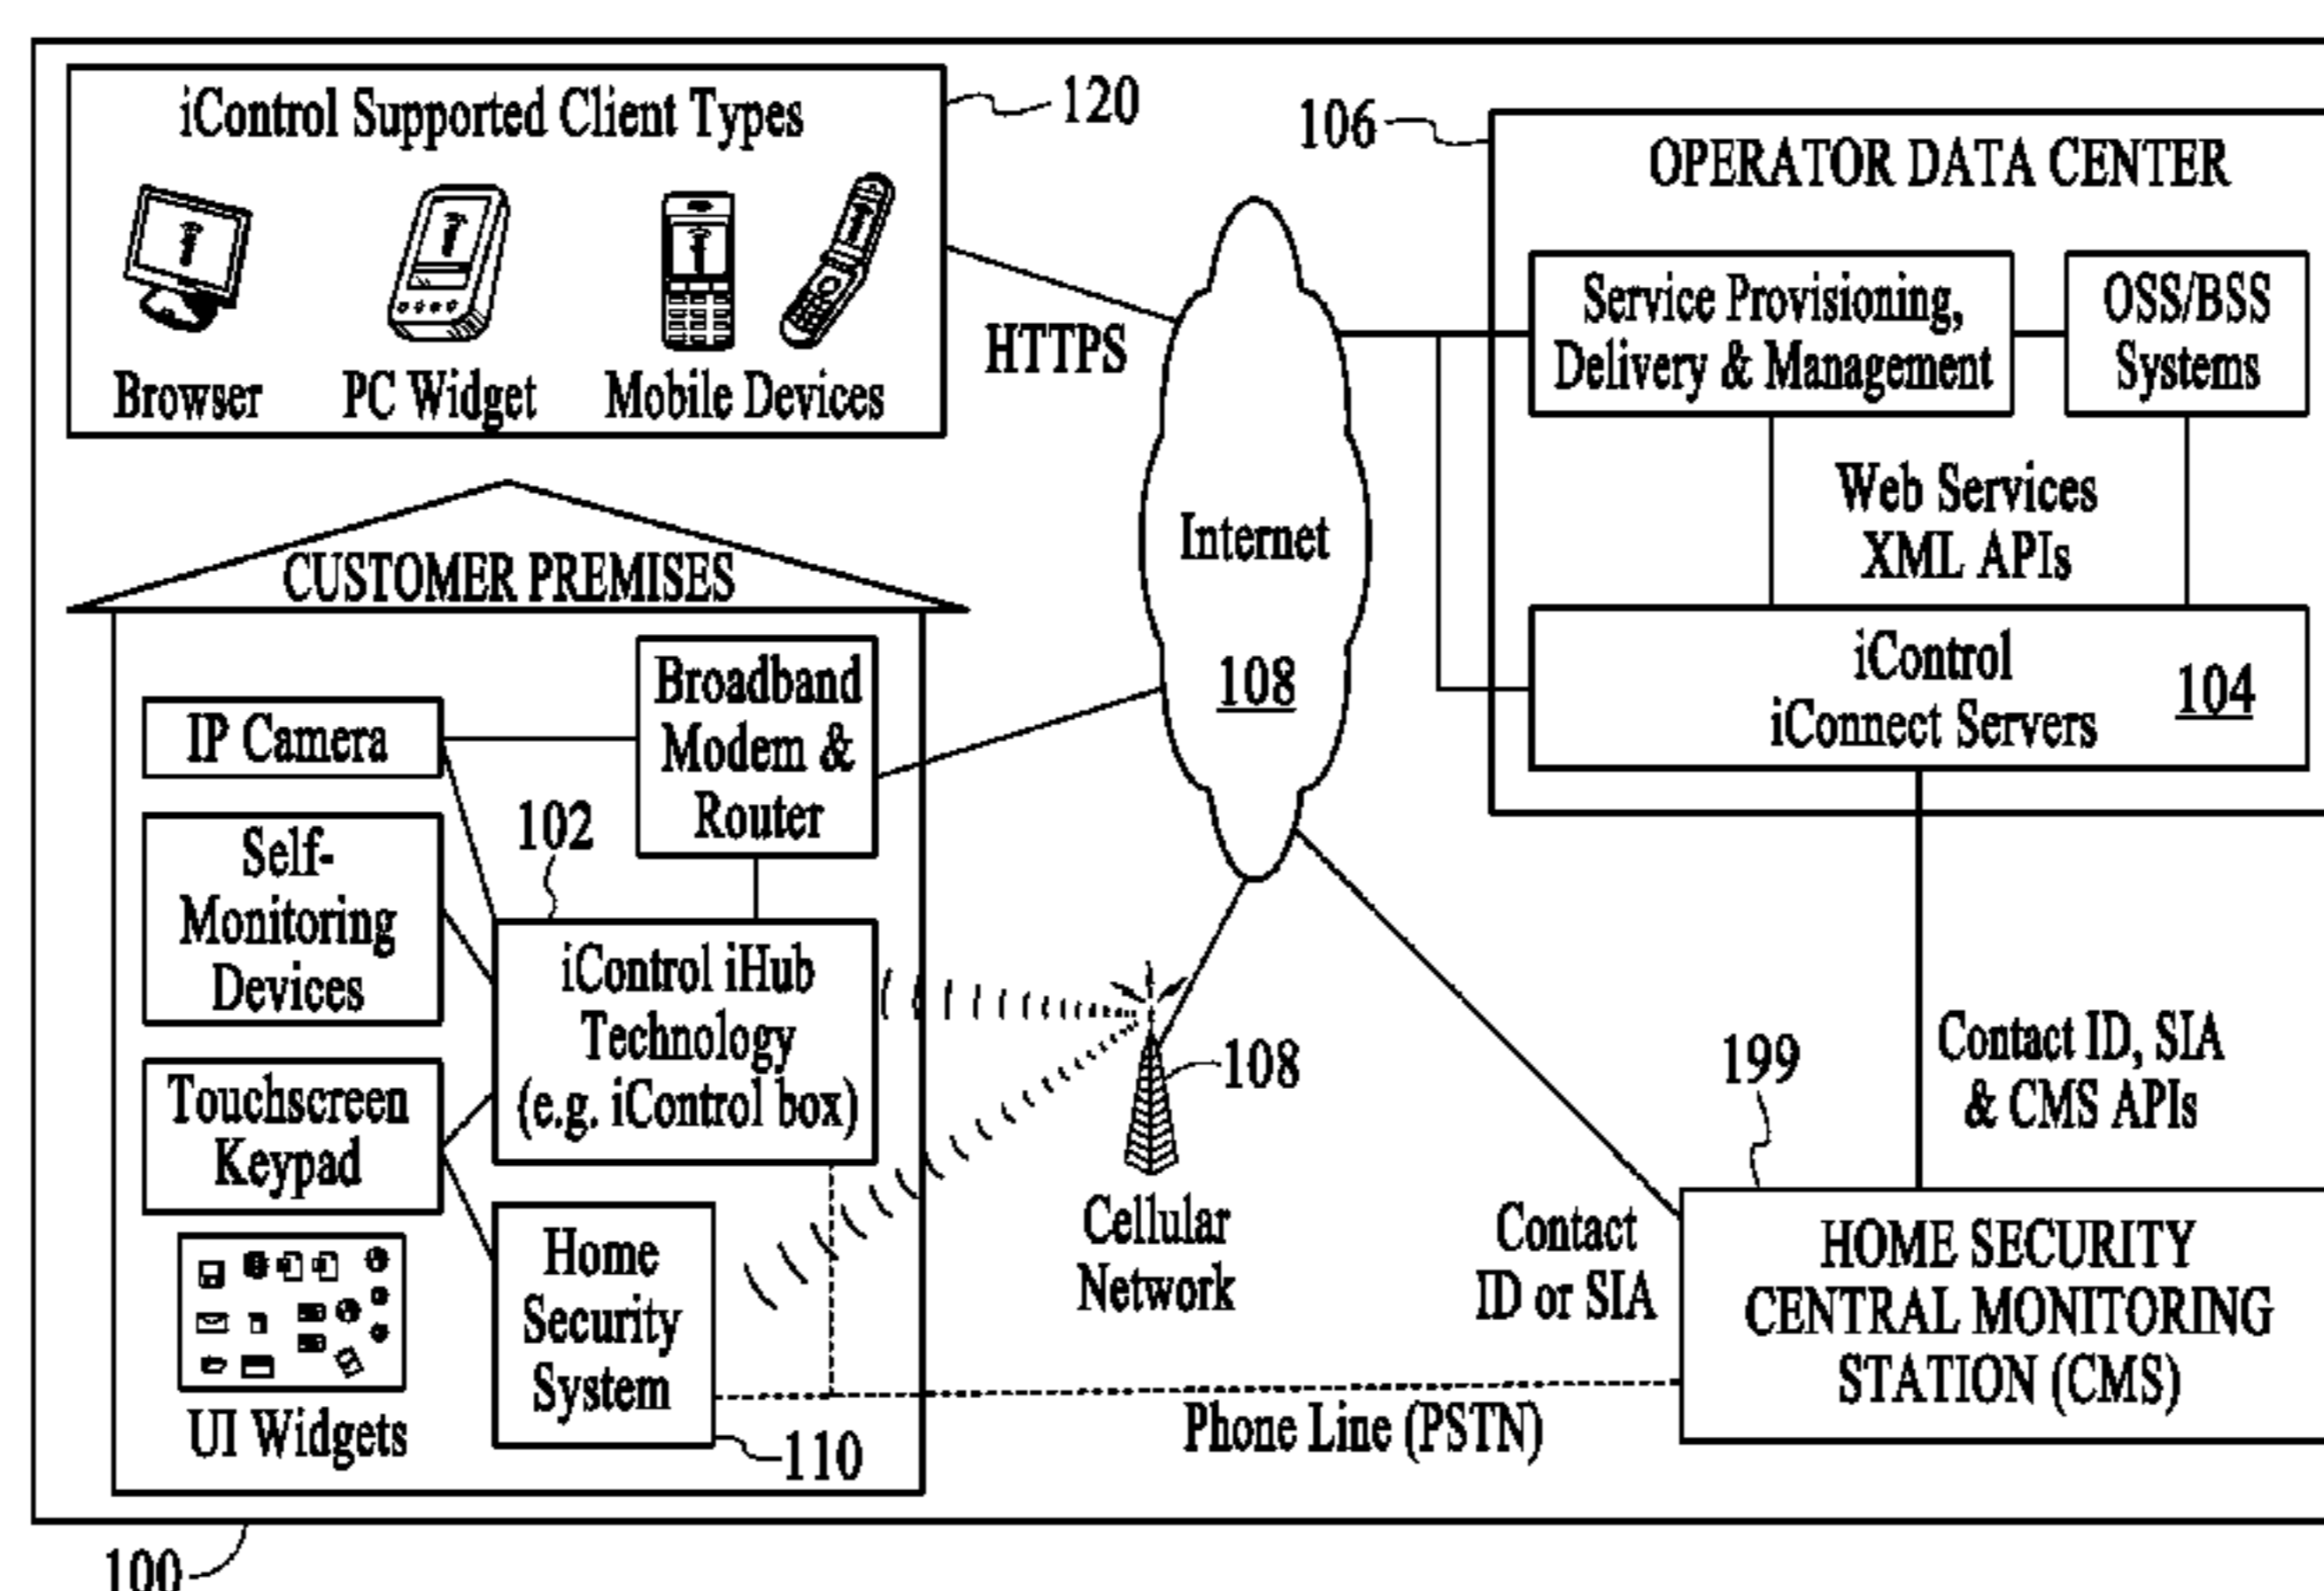 iControl Supported Client Types
120
Browser
PC Widget
Mobile Devices
HTTPS
106
OPERATOR DATA CENTER
Service Provisioning,
Delivery & Management
OSS/BSS
Systems
Web Services
XML APIs
iControl
iConnect Servers
104
Internet
108
CUSTOMER PREMISES
IP Camera
Broadband
Modem &
Router
102
Self-
Monitoring
Devices
iControl iHub
Technology
(e.g. iControl box)
Touchscreen
Keypad
Home
Security
System
110
UI Widgets
108
Cellular
Network
Contact
ID or SIA
Phone Line (PSTN)
199
Contact ID, SIA
& CMS APIs
HOME SECURITY
CENTRAL MONITORING
STATION (CMS)
100